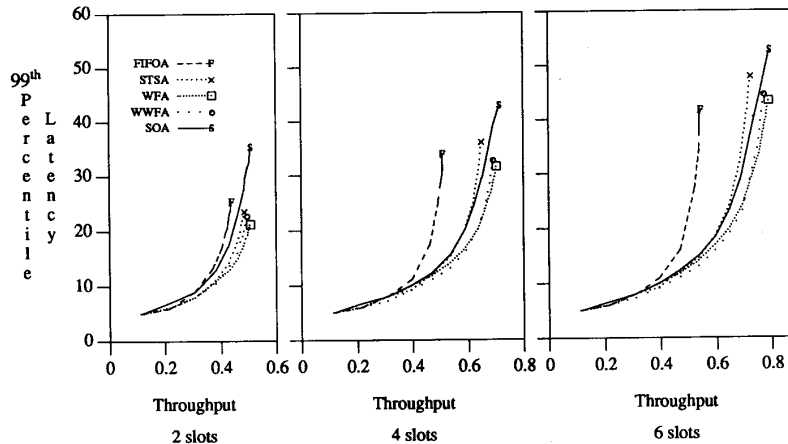 60
50
40
30
20
10
0
99th
Percentile
Latency
FIFOA F
STSA ×
WFA
WWFA o
SOA S
F
S
F
S
F
S
0 0.2 0.4 0.6
0 0.2 0.4 0.6 0.8
0 0.2 0.4 0.6 0.8
Throughput
Throughput
Throughput
2 slots
4 slots
6 slots